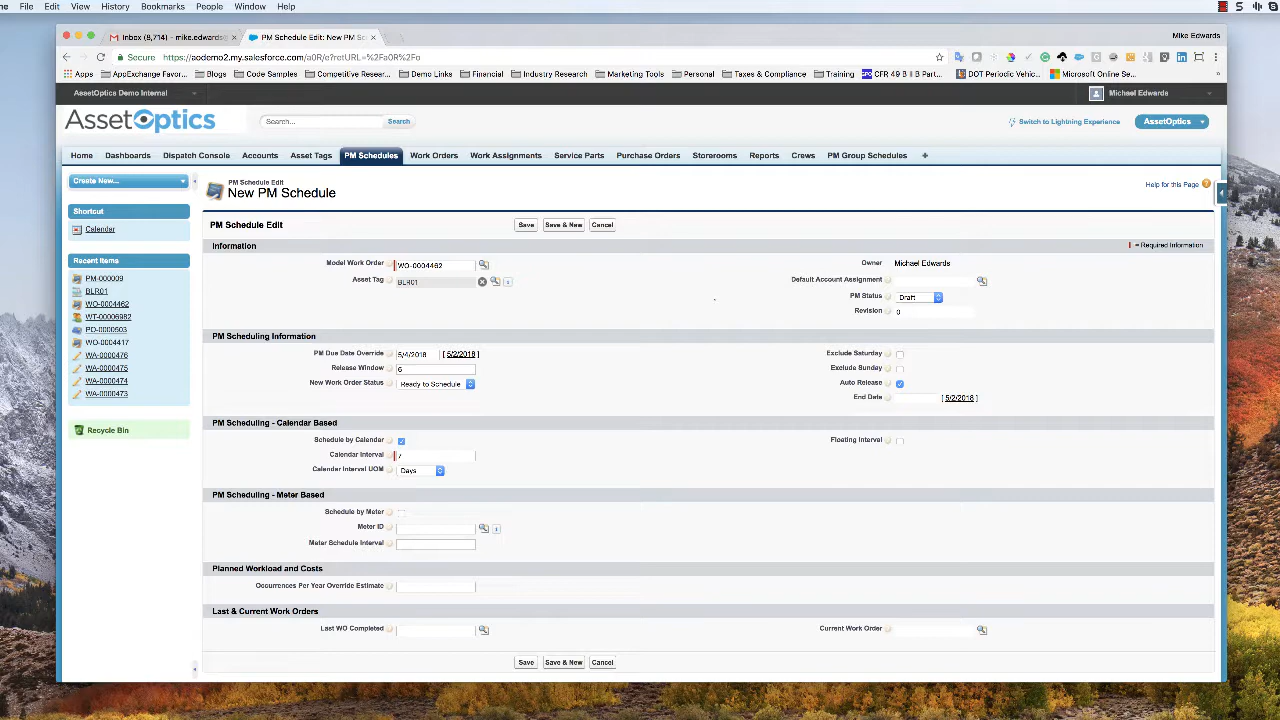 File Edit View History Bookmarks People Window Help
Inbox (8,714) - mike.edwards@
PM Schedule Edit: New PM Sc
Mike Edwards
Secure https://aodemo2.my.salesforce.com/a0R/e?retURL=%2Fa0R%2Fo
Apps AppExchange Favor... Blogs Code Samples Competitive Resear... Demo Links Financial Industry Research Marketing Tools Personal Taxes & Compliance Training CFR 49 B II B Part... DOT Periodic Vehic... Microsoft Online Se... »
AssetOptics Demo Internal
Michael Edwards
AssetOptics
Search...
Search
Switch to Lightning Experience
AssetOptics
Home Dashboards Dispatch Console Accounts Asset Tags PM Schedules Work Orders Work Assignments Service Parts Purchase Orders Storerooms Reports Crews PM Group Schedules +
Create New...
Shortcut
Calendar
Recent Items
PM-000009
BLR01
WO-0004462
WT-00006982
PO-0000503
WO-0004417
WA-0000476
WA-0000475
WA-0000474
WA-0000473
Recycle Bin
PM Schedule Edit
New PM Schedule
Help for this Page
PM Schedule Edit
Save Save & New Cancel
Information
= Required Information
Model Work Order WO-0004462
Owner Michael Edwards
Asset Tag BLR01
Default Account Assignment
PM Status Draft
Revision 0
PM Scheduling Information
PM Due Date Override 5/4/2018 [ 5/2/2018 ]
Exclude Saturday
Release Window 6
Exclude Sunday
New Work Order Status Ready to Schedule
Auto Release
End Date [ 5/2/2018 ]
PM Scheduling - Calendar Based
Schedule by Calendar
Floating Interval
Calendar Interval 7
Calendar Interval UOM Days
PM Scheduling - Meter Based
Schedule by Meter
Meter ID
Meter Schedule Interval
Planned Workload and Costs
Occurrences Per Year Override Estimate
Last & Current Work Orders
Last WO Completed
Current Work Order
Save Save & New Cancel